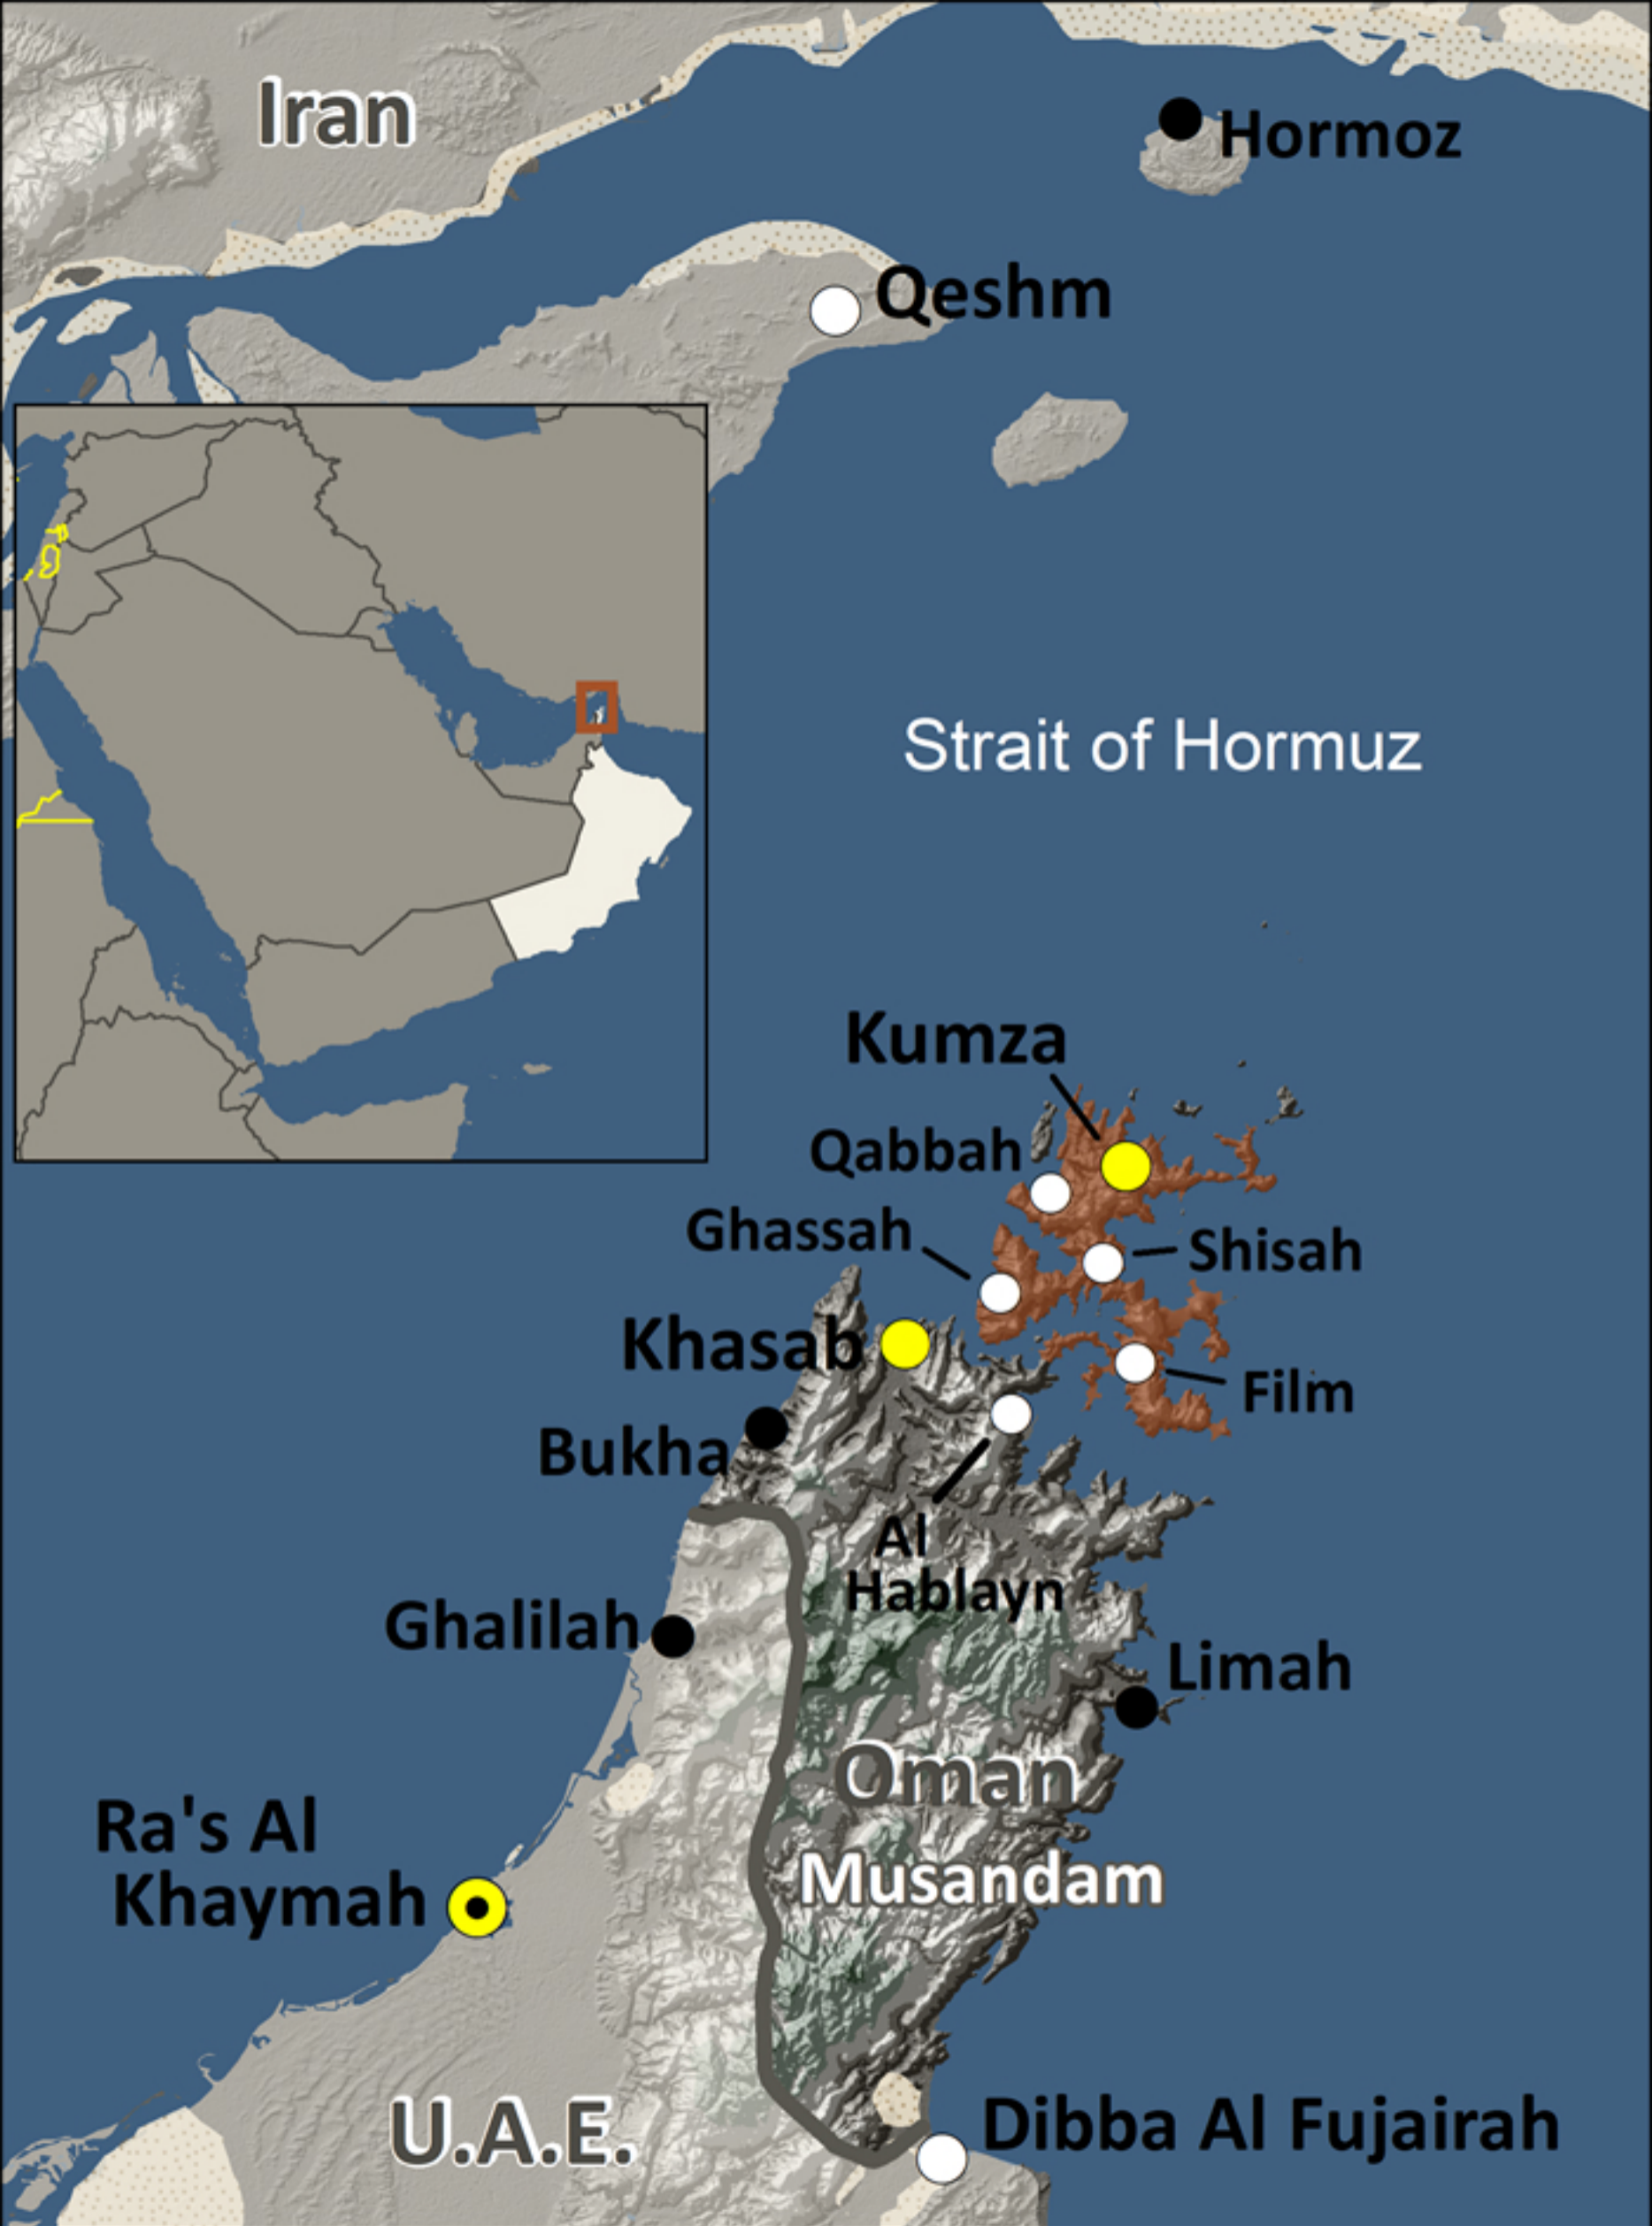 Iran
Hormoz
Qeshm
Strait of Hormuz
Kumza
Qabbah
Ghassah
Shisah
Khasab
Film
Bukha
Al
Hablayn
Ghalilah
Limah
Oman
Ra's Al
Khaymah
Musandam
U.A.E.
Dibba Al Fujairah